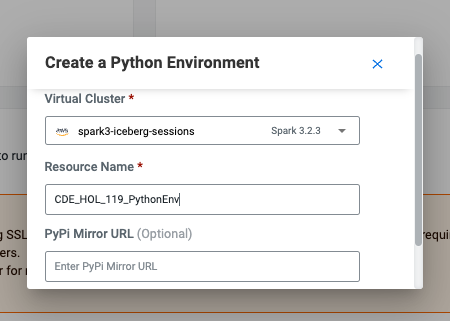 Create a Python Environment
Virtual Cluster *
aws spark3-iceberg-sessions Spark 3.2.3
to run
Resource Name *
CDE_HOL_119_PythonEnv
g SSL
ers.
PyPi Mirror URL (Optional)
r for
Enter PyPi Mirror URL